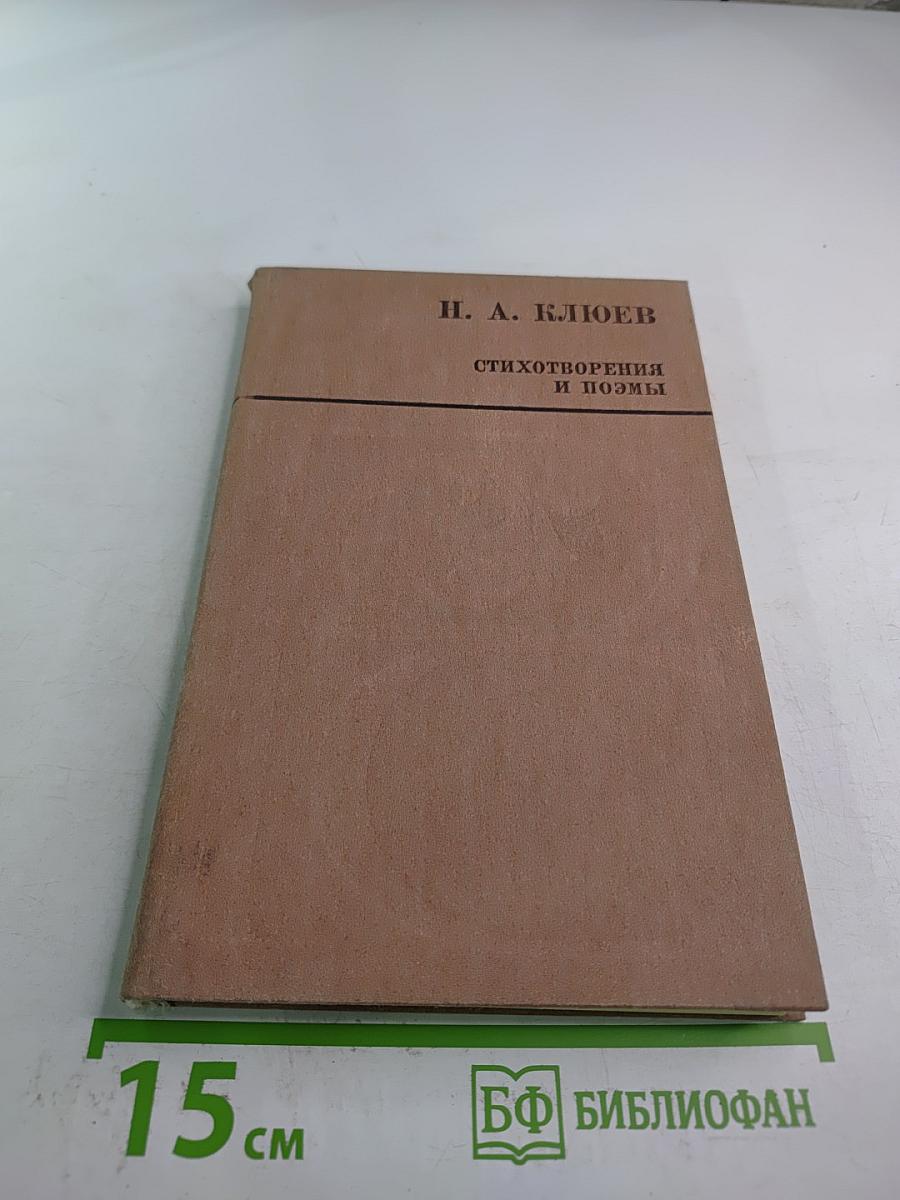 Н. А. КЛЮЕВ
СТИХОТВОРЕНИЯ
И ПОЭМЫ
15 см
БФ БИБЛИОФАН